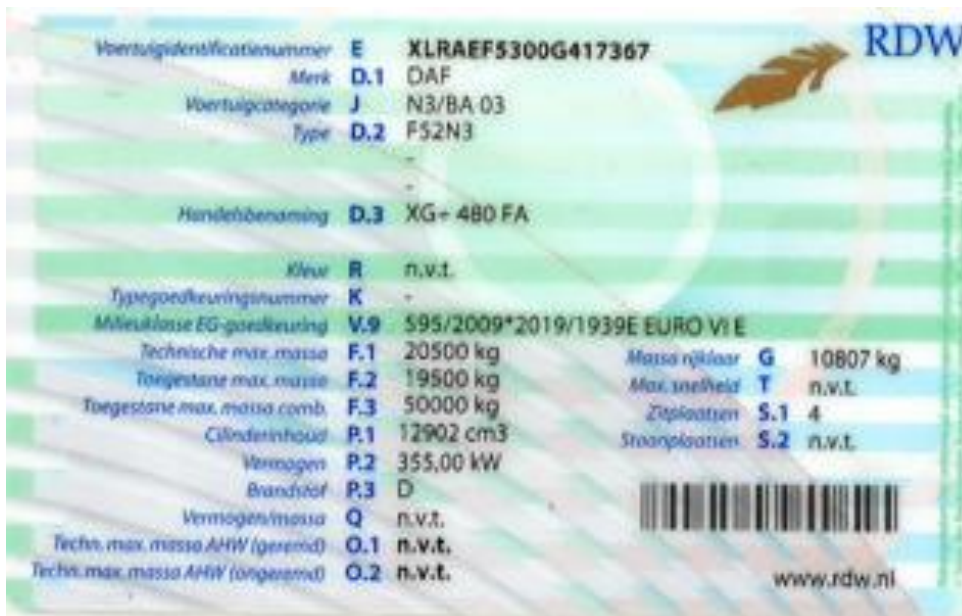 RDW
Voertuigidentificatienummer E XLRAEF5300G417367
Merk D.1 DAF
Voertuigcategorie J N3/BA 03
Type D.2 F52N3
-
-
Handelsbenaming D.3 XG+ 480 FA
Kleur R n.v.t.
Typegoedkeuringsnummer K -
Milieuklasse EG-goedkeuring V.9 595/2009*2019/1939E EURO VI E
Technische max. massa F.1 20500 kg Massa rijklaar G 10807 kg
Toegestane max. massa F.2 19500 kg Max. snelheid T n.v.t.
Toegestane max. massa comb. F.3 50000 kg Zitplaatsen S.1 4
Cilinderinhoud P.1 12902 cm3 Staanplaatsen S.2 n.v.t.
Vermogen P.2 355,00 kW
Brandstof P.3 D
Vermogen/massa Q n.v.t.
Techn. max. massa AHW (geremd) O.1 n.v.t.
Techn. max. massa AHW (ongeremd) O.2 n.v.t.
www.rdw.nl